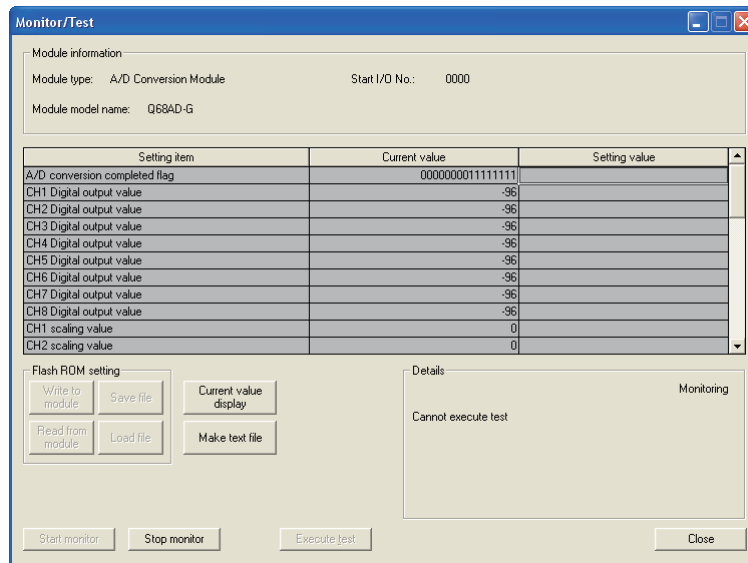 Monitor/Test
Module information
Module type: A/D Conversion Module Start I/O No.: 0000
Module model name: Q68AD-G
Setting item Current value Setting value
A/D conversion completed flag 0000000011111111
CH1 Digital output value -96
CH2 Digital output value -96
CH3 Digital output value -96
CH4 Digital output value -96
CH5 Digital output value -96
CH6 Digital output value -96
CH7 Digital output value -96
CH8 Digital output value -96
CH1 scaling value 0
CH2 scaling value 0
Flash ROM setting
Write to
module
Save file
Current value
display
Read from
module
Load file
Make text file
Details
Monitoring
Cannot execute test
Start monitor
Stop monitor
Execute test
Close